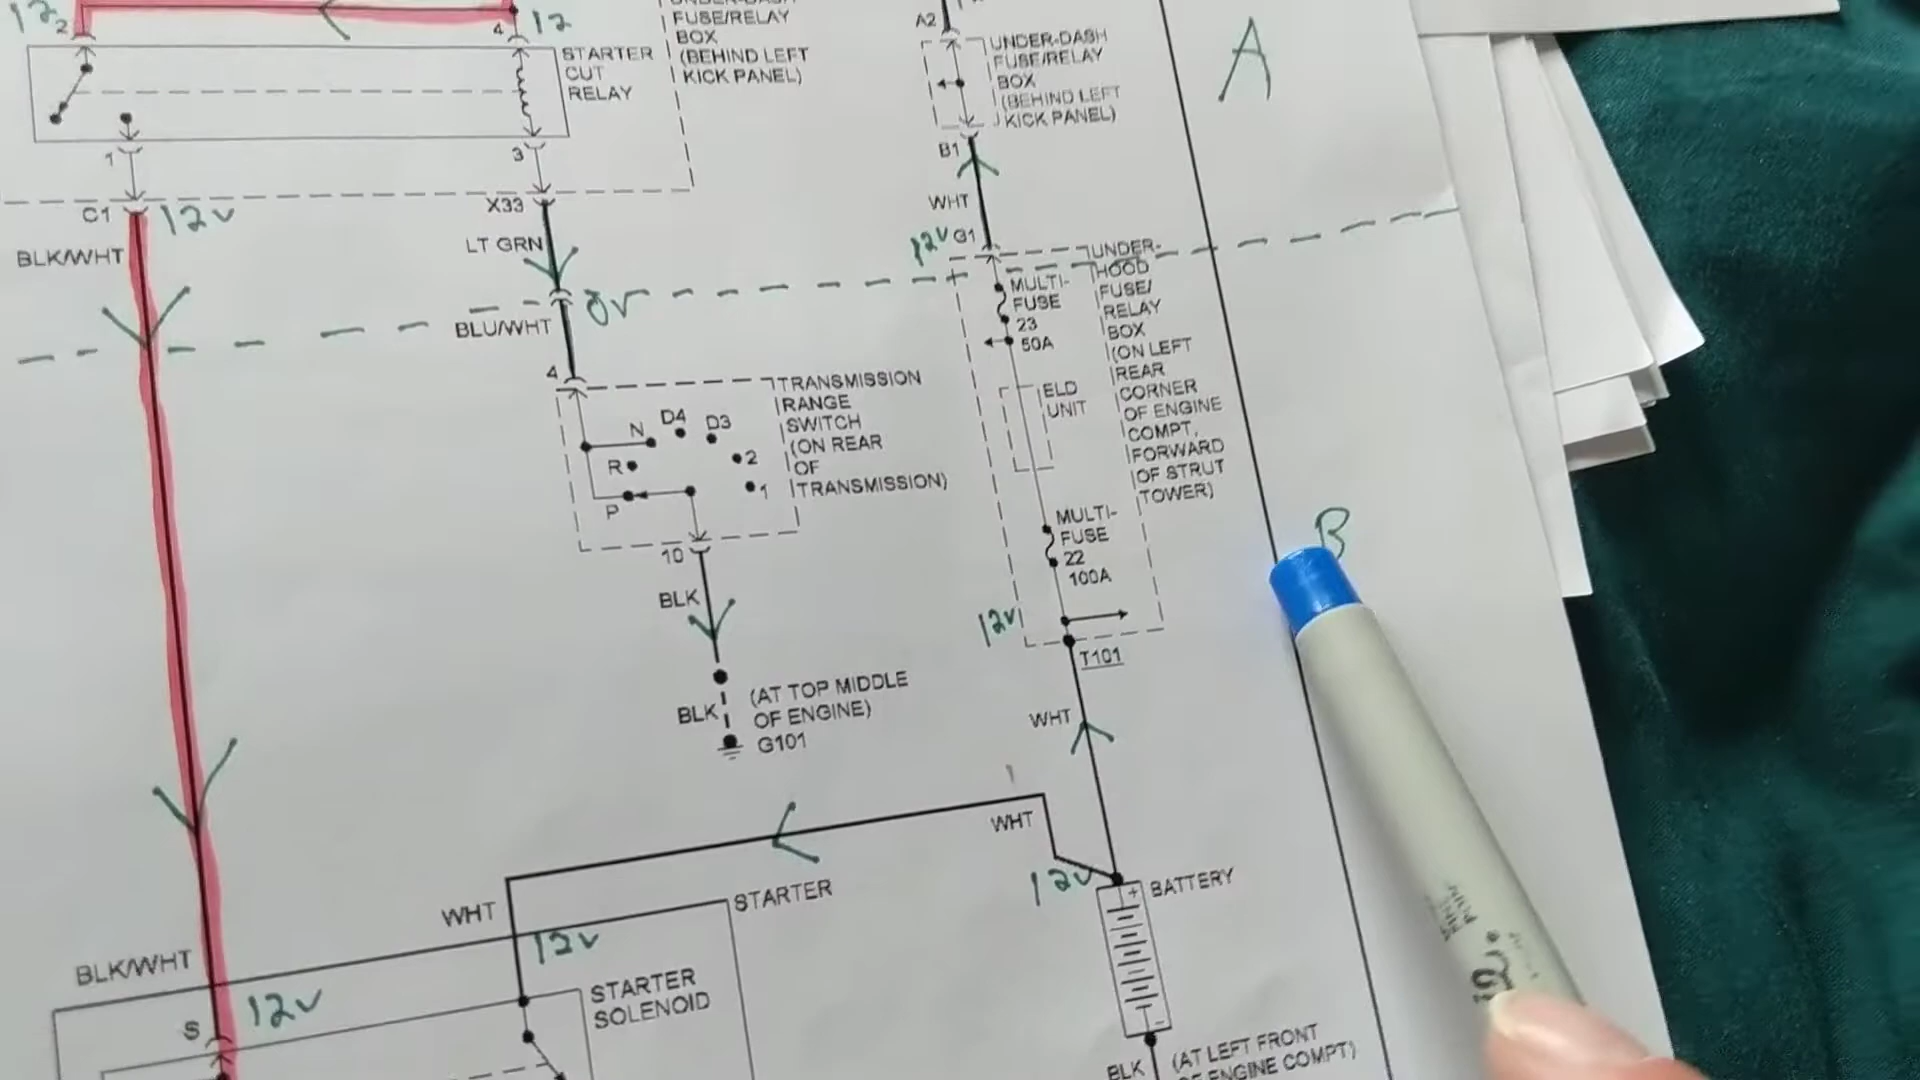 12
2
4
12
STARTER
CUT
RELAY
1
3
FUSE/RELAY
BOX
(BEHIND LEFT
KICK PANEL)
A2
UNDER-DASH
FUSE/RELAY
BOX
(BEHIND LEFT
KICK PANEL)
B1
A
C1
12v
X33
BLK/WHT
LT GRN
WHT
12v
G1
0v
BLU/WHT
UNDER-
HOOD
FUSE/
RELAY
BOX
(ON LEFT
REAR
CORNER
OF ENGINE
COMPT,
FORWARD
OF STRUT
TOWER)
MULTI-
FUSE
23
50A
ELD
UNIT
MULTI-
FUSE
22
100A
12v
T101
B
4
TRANSMISSION
RANGE
SWITCH
(ON REAR
OF
TRANSMISSION)
N
D4
D3
R
2
P
1
10
BLK
BLK
(AT TOP MIDDLE
OF ENGINE)
G101
WHT
WHT
12v
BATTERY
+
-
WHT
STARTER
12v
BLK/WHT
STARTER
SOLENOID
S
12v
BLK
(AT LEFT FRONT
OF ENGINE COMPT)